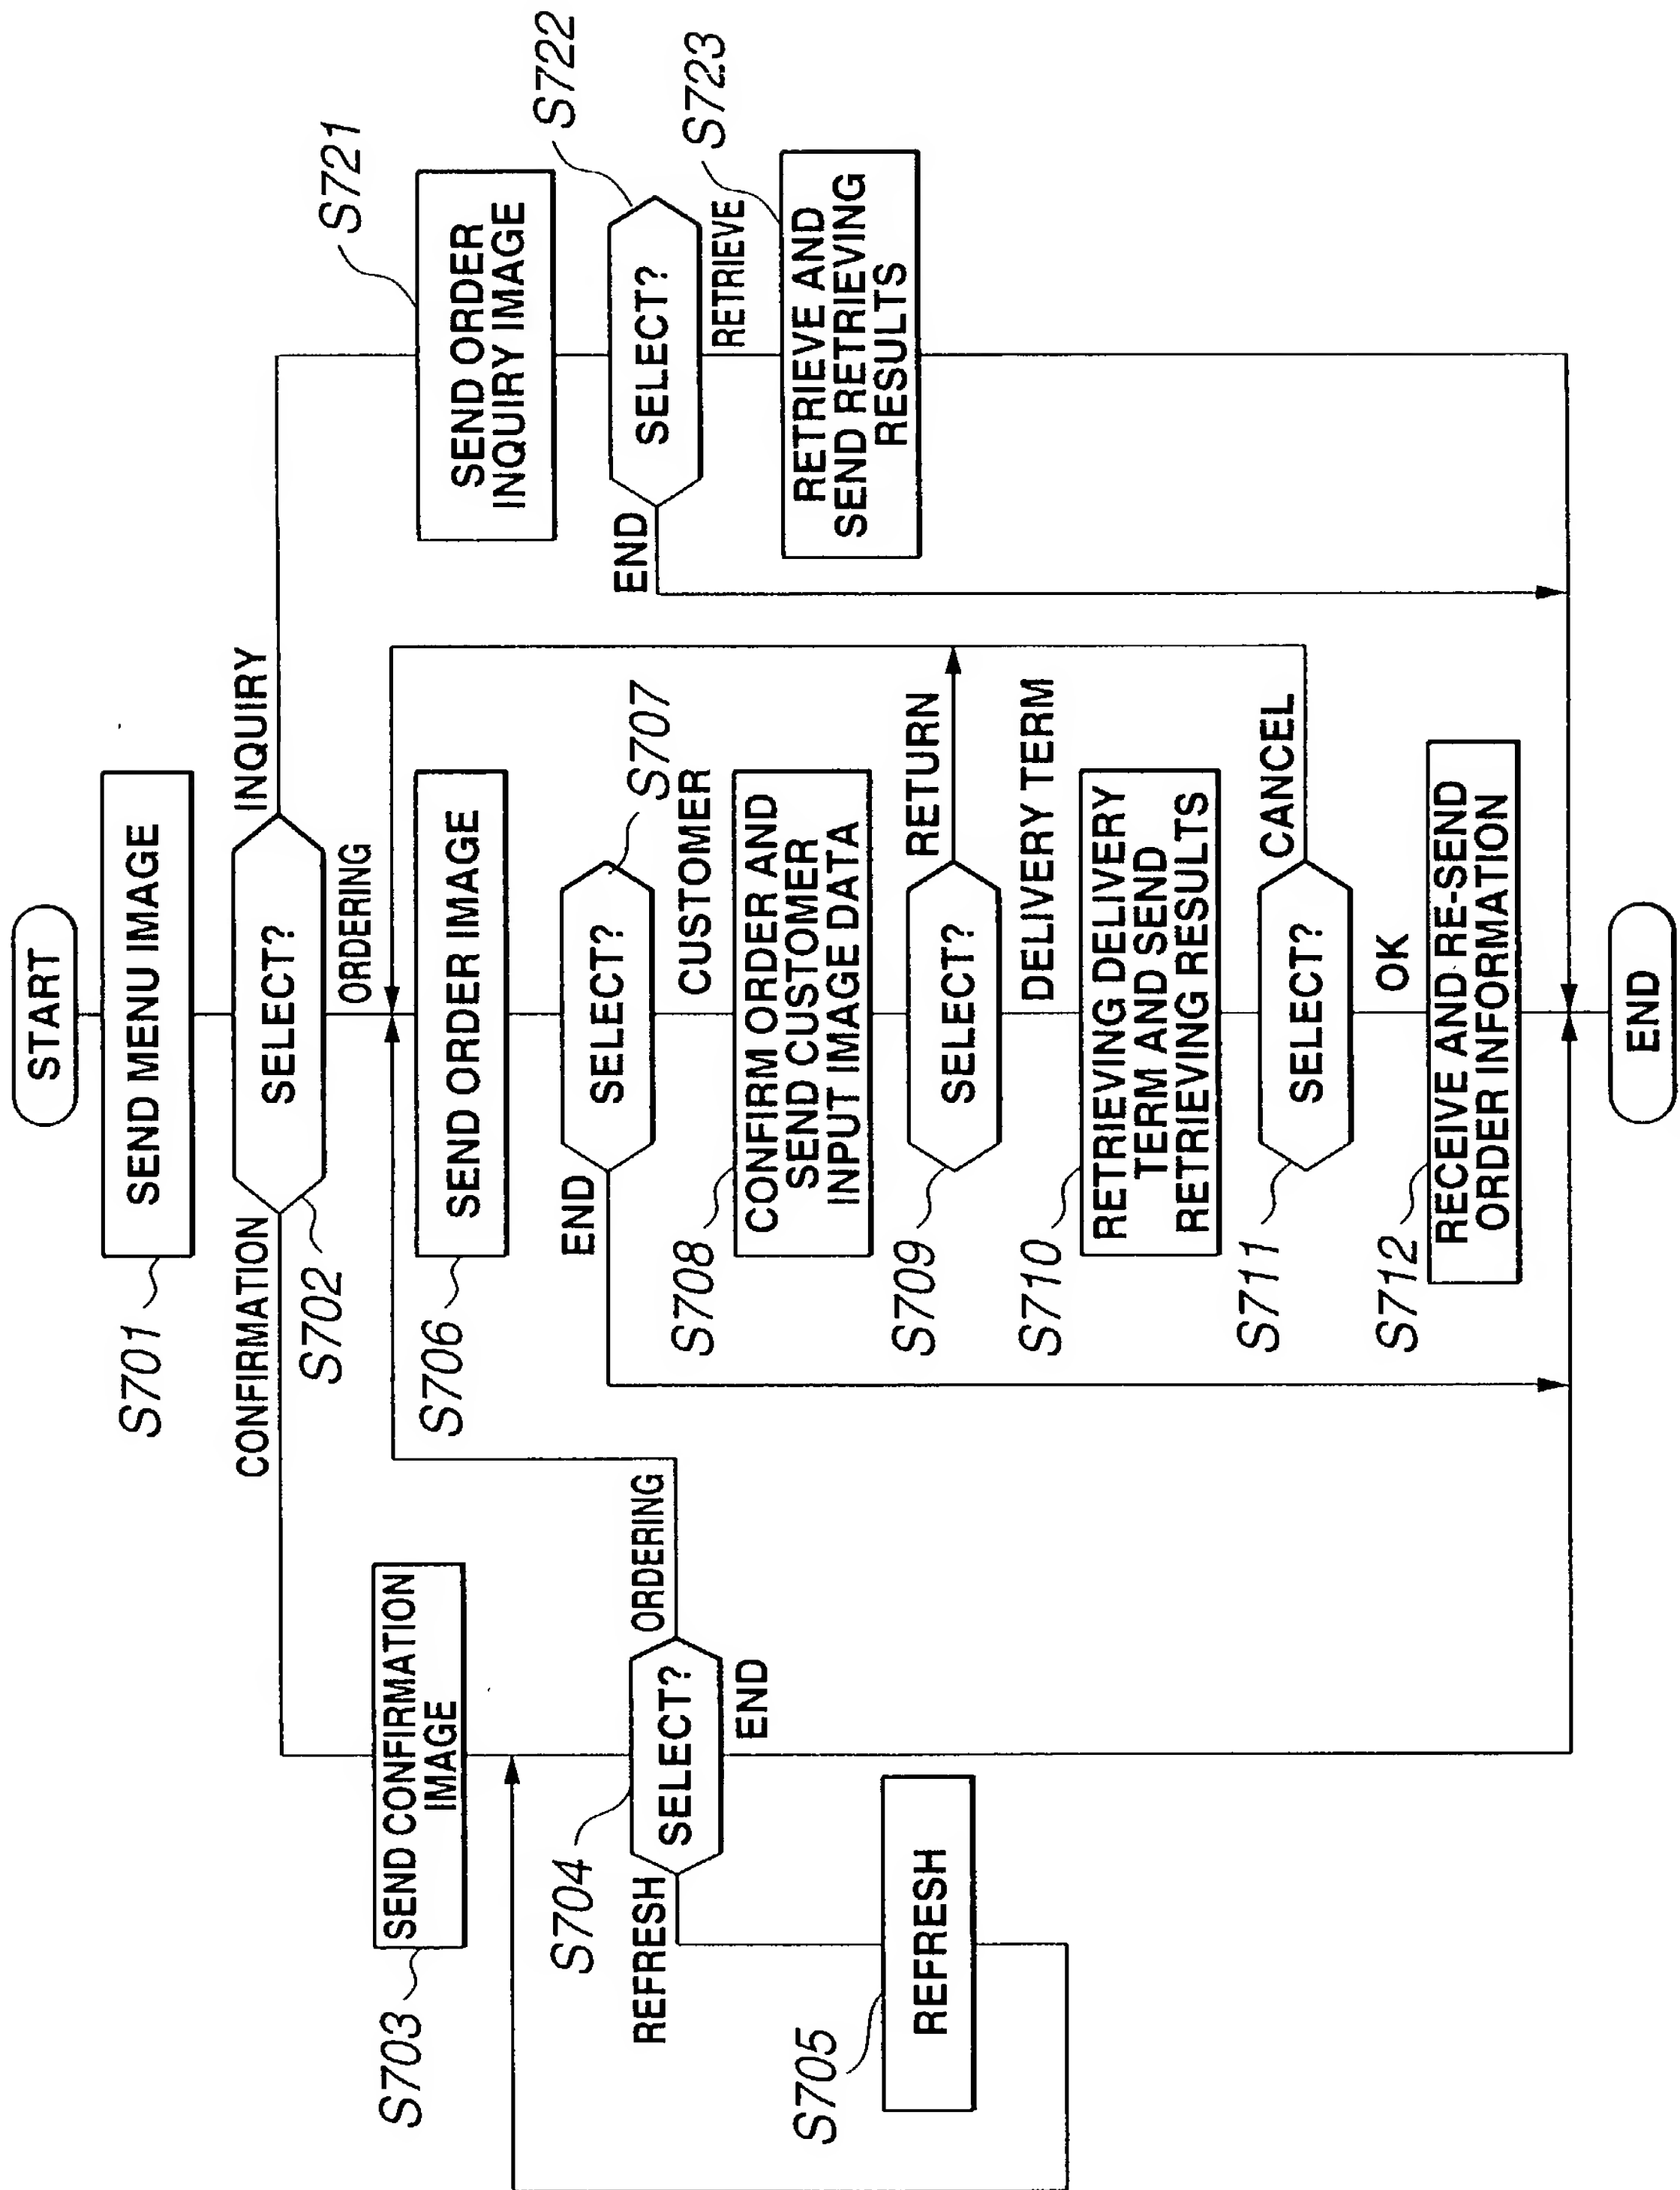 START
SEND MENU IMAGE
S701
SELECT?
S702
CONFIRMATION
INQUIRY
ORDERING
SEND CONFIRMATION
IMAGE
S703
SELECT?
S704
REFRESH
ORDERING
END
REFRESH
S705
SEND ORDER IMAGE
S706
SELECT?
S707
END
CUSTOMER
CONFIRM ORDER AND
SEND CUSTOMER
INPUT IMAGE DATA
S708
SELECT?
S709
RETURN
DELIVERY TERM
RETRIEVING DELIVERY
TERM AND SEND
RETRIEVING RESULTS
S710
SELECT?
S711
CANCEL
OK
RECEIVE AND RE-SEND
ORDER INFORMATION
S712
SEND ORDER
INQUIRY IMAGE
S721
SELECT?
S722
END
RETRIEVE
RETRIEVE AND
SEND RETRIEVING
RESULTS
S723
END